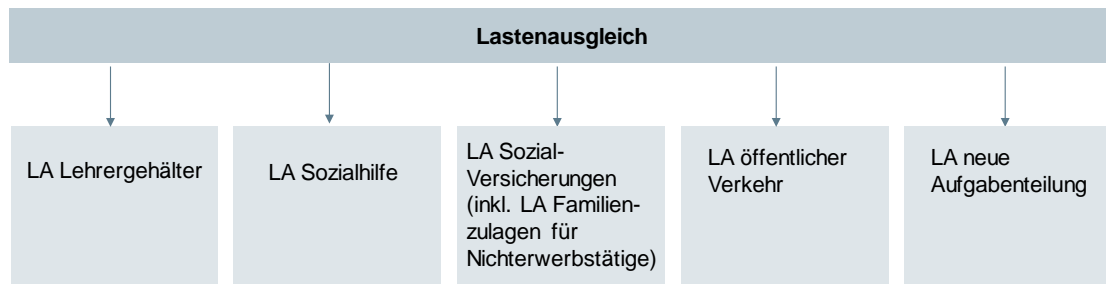 Lastenausgleich
LA Lehrergehälter
LA Sozialhilfe
LA Sozial-
Versicherungen
(inkl. LA Familien-
zulagen für
Nichterwerbstätige)
LA öffentlicher
Verkehr
LA neue
Aufgabenteilung